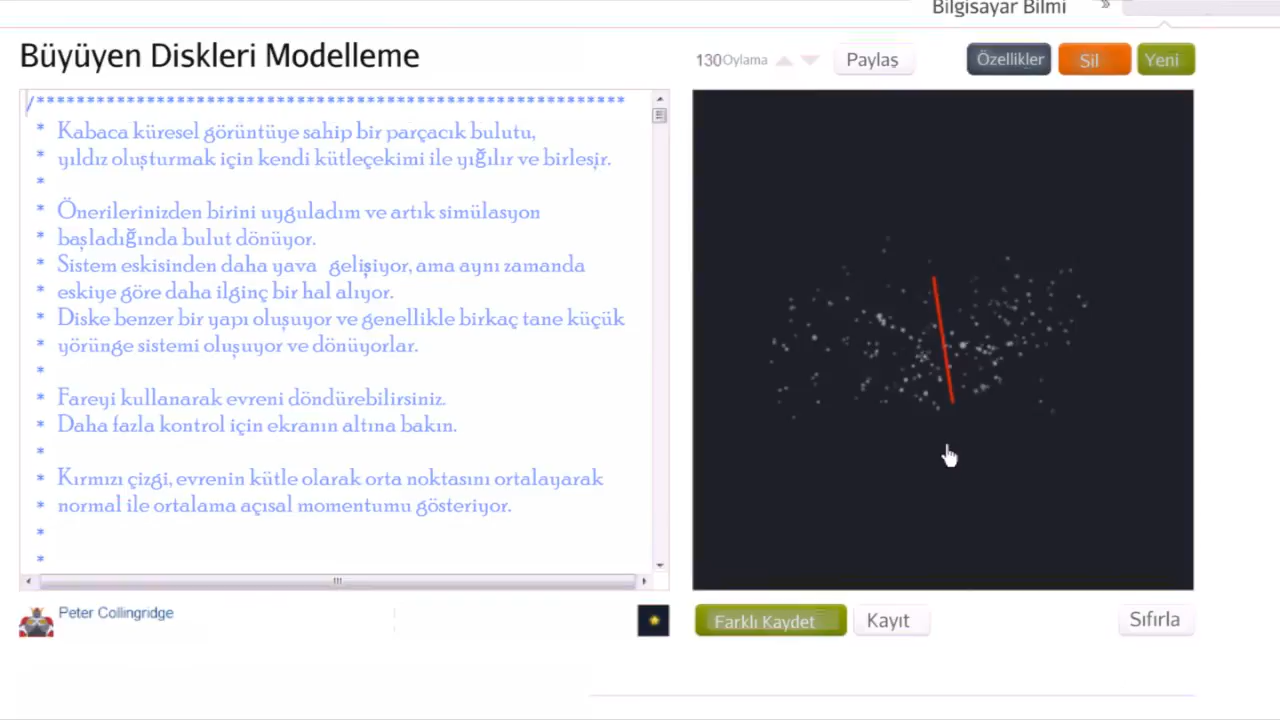 Bilgisayar Bilmi »
Büyüyen Diskleri Modelleme
130 Oylama
Paylaş
Özellikler
Sil
Yeni
/****************************************************
* Kabaca küresel görüntüye sahip bir parçacık bulutu,
* yıldız oluşturmak için kendi kütleçekimi ile yığılır ve birleşir.
*
* Önerilerinizden birini uyguladım ve artık simülasyon
* başladığında bulut dönüyor.
* Sistem eskisinden daha yava gelişiyor, ama aynı zamanda
* eskiye göre daha ilginç bir hal alıyor.
* Diske benzer bir yapı oluşuyor ve genellikle birkaç tane küçük
* yörünge sistemi oluşuyor ve dönüyorlar.
*
* Fareyi kullanarak evreni döndürebilirsiniz.
* Daha fazla kontrol için ekranın altına bakın.
*
* Kırmızı çizgi, evrenin kütle olarak orta noktasını ortalayarak
* normal ile ortalama açısal momentumu gösteriyor.
*
*
Peter Collingridge
Farklı Kaydet
Kayıt
Sıfırla